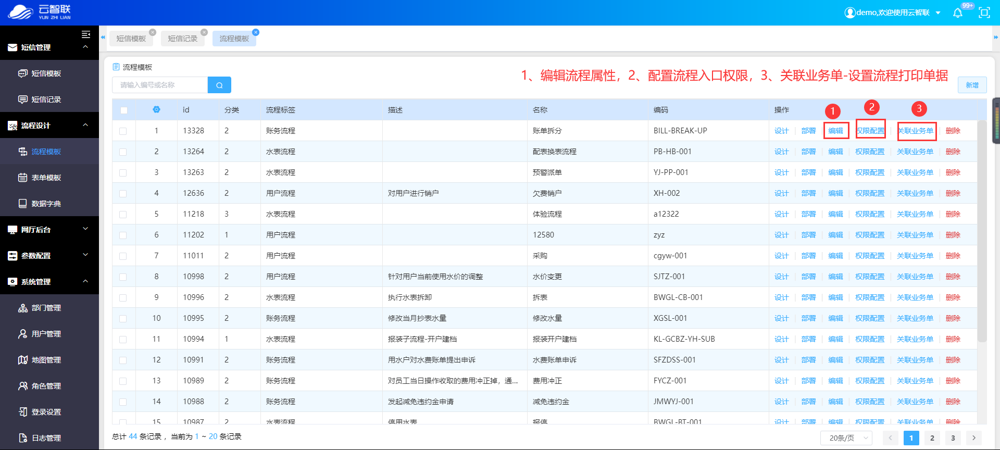 云智联
YUN ZHI LIAN
demo,欢迎使用云智联
99+
短信管理
短信模板
短信记录
流程设计
流程模板
表单模板
数据字典
网厅后台
参数配置
系统管理
部门管理
用户管理
地图管理
角色管理
登录设置
日志管理
短信模板 短信记录 流程模板
流程模板
1、编辑流程属性，2、配置流程入口权限，3、关联业务单-设置流程打印单据
请输入编号或名称
新增
id 分类 流程标签 描述 名称 编码 操作
1 2 3
1 13328 2 账务流程 账单拆分 BILL-BREAK-UP 设计 部署 编辑 权限配置 关联业务单 删除
2 13264 2 水表流程 配表换表流程 PB-HB-001 设计 部署 编辑 权限配置 关联业务单 删除
3 13263 2 水表流程 预警派单 YJ-PP-001 设计 部署 编辑 权限配置 关联业务单 删除
4 12636 2 用户流程 对用户进行销户 欠费销户 XH-002 设计 部署 编辑 权限配置 关联业务单 删除
5 11218 3 水表流程 体验流程 a12322 设计 部署 编辑 权限配置 关联业务单 删除
6 11202 1 用户流程 12580 zyz 设计 部署 编辑 权限配置 关联业务单 删除
7 11011 2 用户流程 采购 cgyw-001 设计 部署 编辑 权限配置 关联业务单 删除
8 10998 2 用户流程 针对用户当前使用水价的调整 水价变更 SJTZ-001 设计 部署 编辑 权限配置 关联业务单 删除
9 10996 2 水表流程 执行水表拆卸 拆表 BWGL-CB-001 设计 部署 编辑 权限配置 关联业务单 删除
10 10995 2 账务流程 修改当月抄表水量 修改水量 XGSL-001 设计 部署 编辑 权限配置 关联业务单 删除
11 10994 1 水表流程 报装子流程-开户建档 报装开户建档 KL-GCBZ-YH-SUB 设计 部署 编辑 权限配置 关联业务单 删除
12 10991 2 账务流程 用水户对水费账单提出申诉 水费账单申诉 SFZDSS-001 设计 部署 编辑 权限配置 关联业务单 删除
13 10989 2 账务流程 对员工当日操作收取的费用冲正掉，通... 费用冲正 FYCZ-001 设计 部署 编辑 权限配置 关联业务单 删除
14 10988 2 账务流程 发起减免违约金申请 减免违约金 JMWYJ-001 设计 部署 编辑 权限配置 关联业务单 删除
15 10987 2 水表流程 停用水表 报停 BWGL-BT-001 设计 部署 编辑 权限配置 关联业务单 删除
总计 44 条记录 ，当前为 1 ~ 20 条记录
20条/页
1 2 3